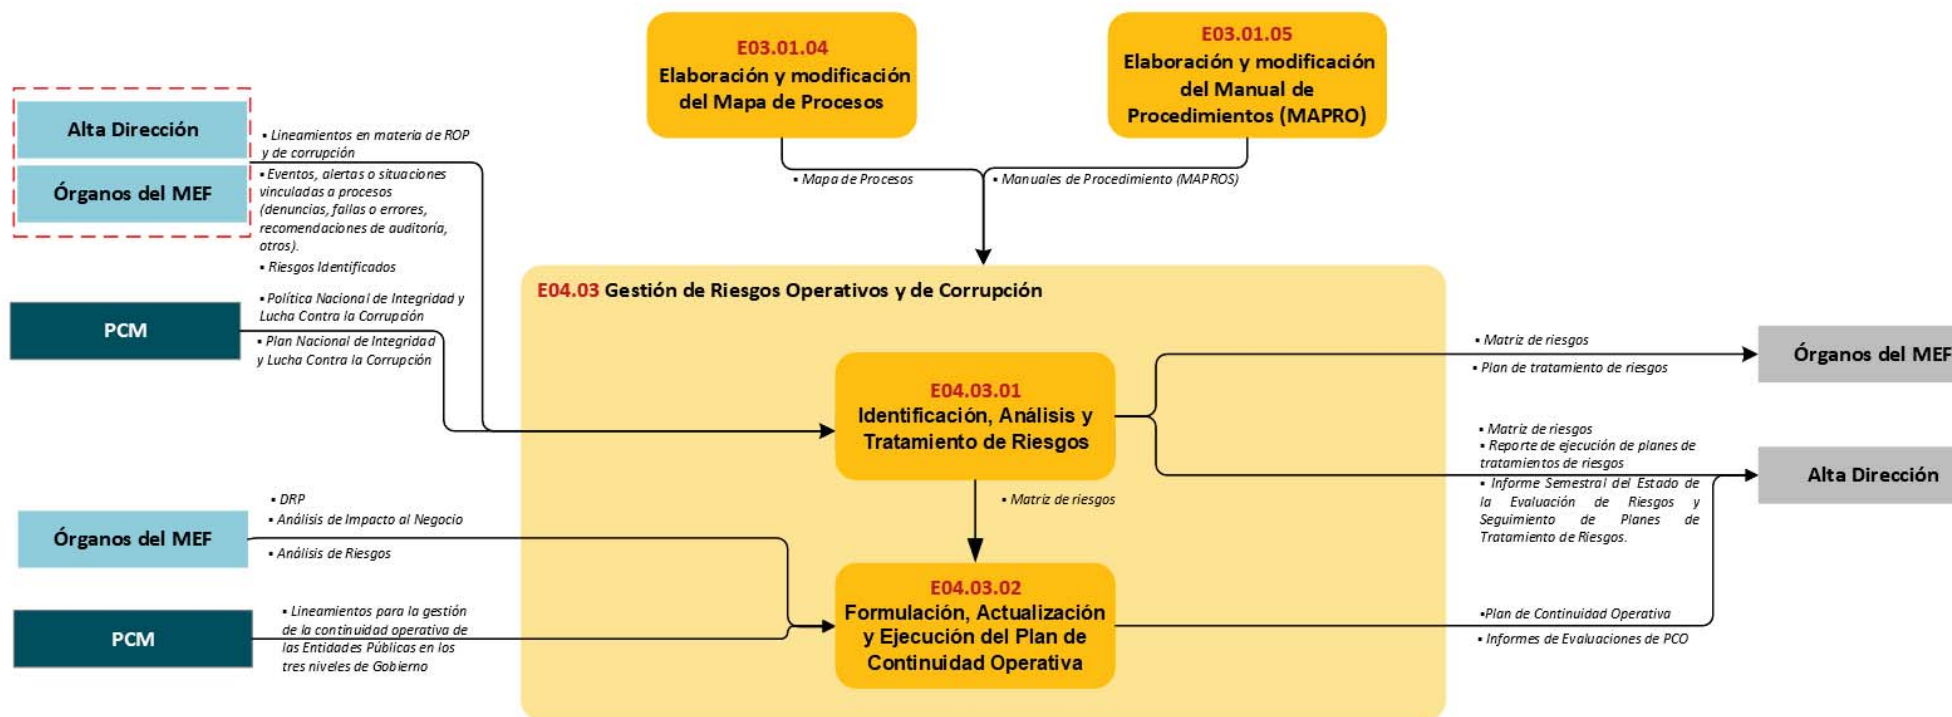 E03.01.04
Elaboración y modificación
del Mapa de Procesos
E03.01.05
Elaboración y modificación
del Manual de
Procedimientos (MAPRO)
▪ Mapa de Procesos
▪ Manuales de Procedimiento (MAPROS)
Alta Dirección
Órganos del MEF
▪ Lineamientos en materia de ROP
y de corrupción
▪ Eventos, alertas o situaciones
vinculadas a procesos
(denuncias, fallas o errores,
recomendaciones de auditoría,
otros).
▪ Riesgos Identificados
PCM
▪ Política Nacional de Integridad y
Lucha Contra la Corrupción
▪ Plan Nacional de Integridad
y Lucha Contra la Corrupción
E04.03 Gestión de Riesgos Operativos y de Corrupción
E04.03.01
Identificación, Análisis y
Tratamiento de Riesgos
▪ Matriz de riesgos
▪ Plan de tratamiento de riesgos
Órganos del MEF
▪ Matriz de riesgos
▪ Reporte de ejecución de planes de
tratamientos de riesgos
▪ Informe Semestral del Estado de
la Evaluación de Riesgos y
Seguimiento de Planes de
Tratamiento de Riesgos.
Alta Dirección
▪ Matriz de riesgos
Órganos del MEF
▪ DRP
▪ Análisis de Impacto al Negocio
▪ Análisis de Riesgos
PCM
▪ Lineamientos para la gestión
de la continuidad operativa de
las Entidades Públicas en los
tres niveles de Gobierno
E04.03.02
Formulación, Actualización
y Ejecución del Plan de
Continuidad Operativa
▪Plan de Continuidad Operativa
▪ Informes de Evaluaciones de PCO